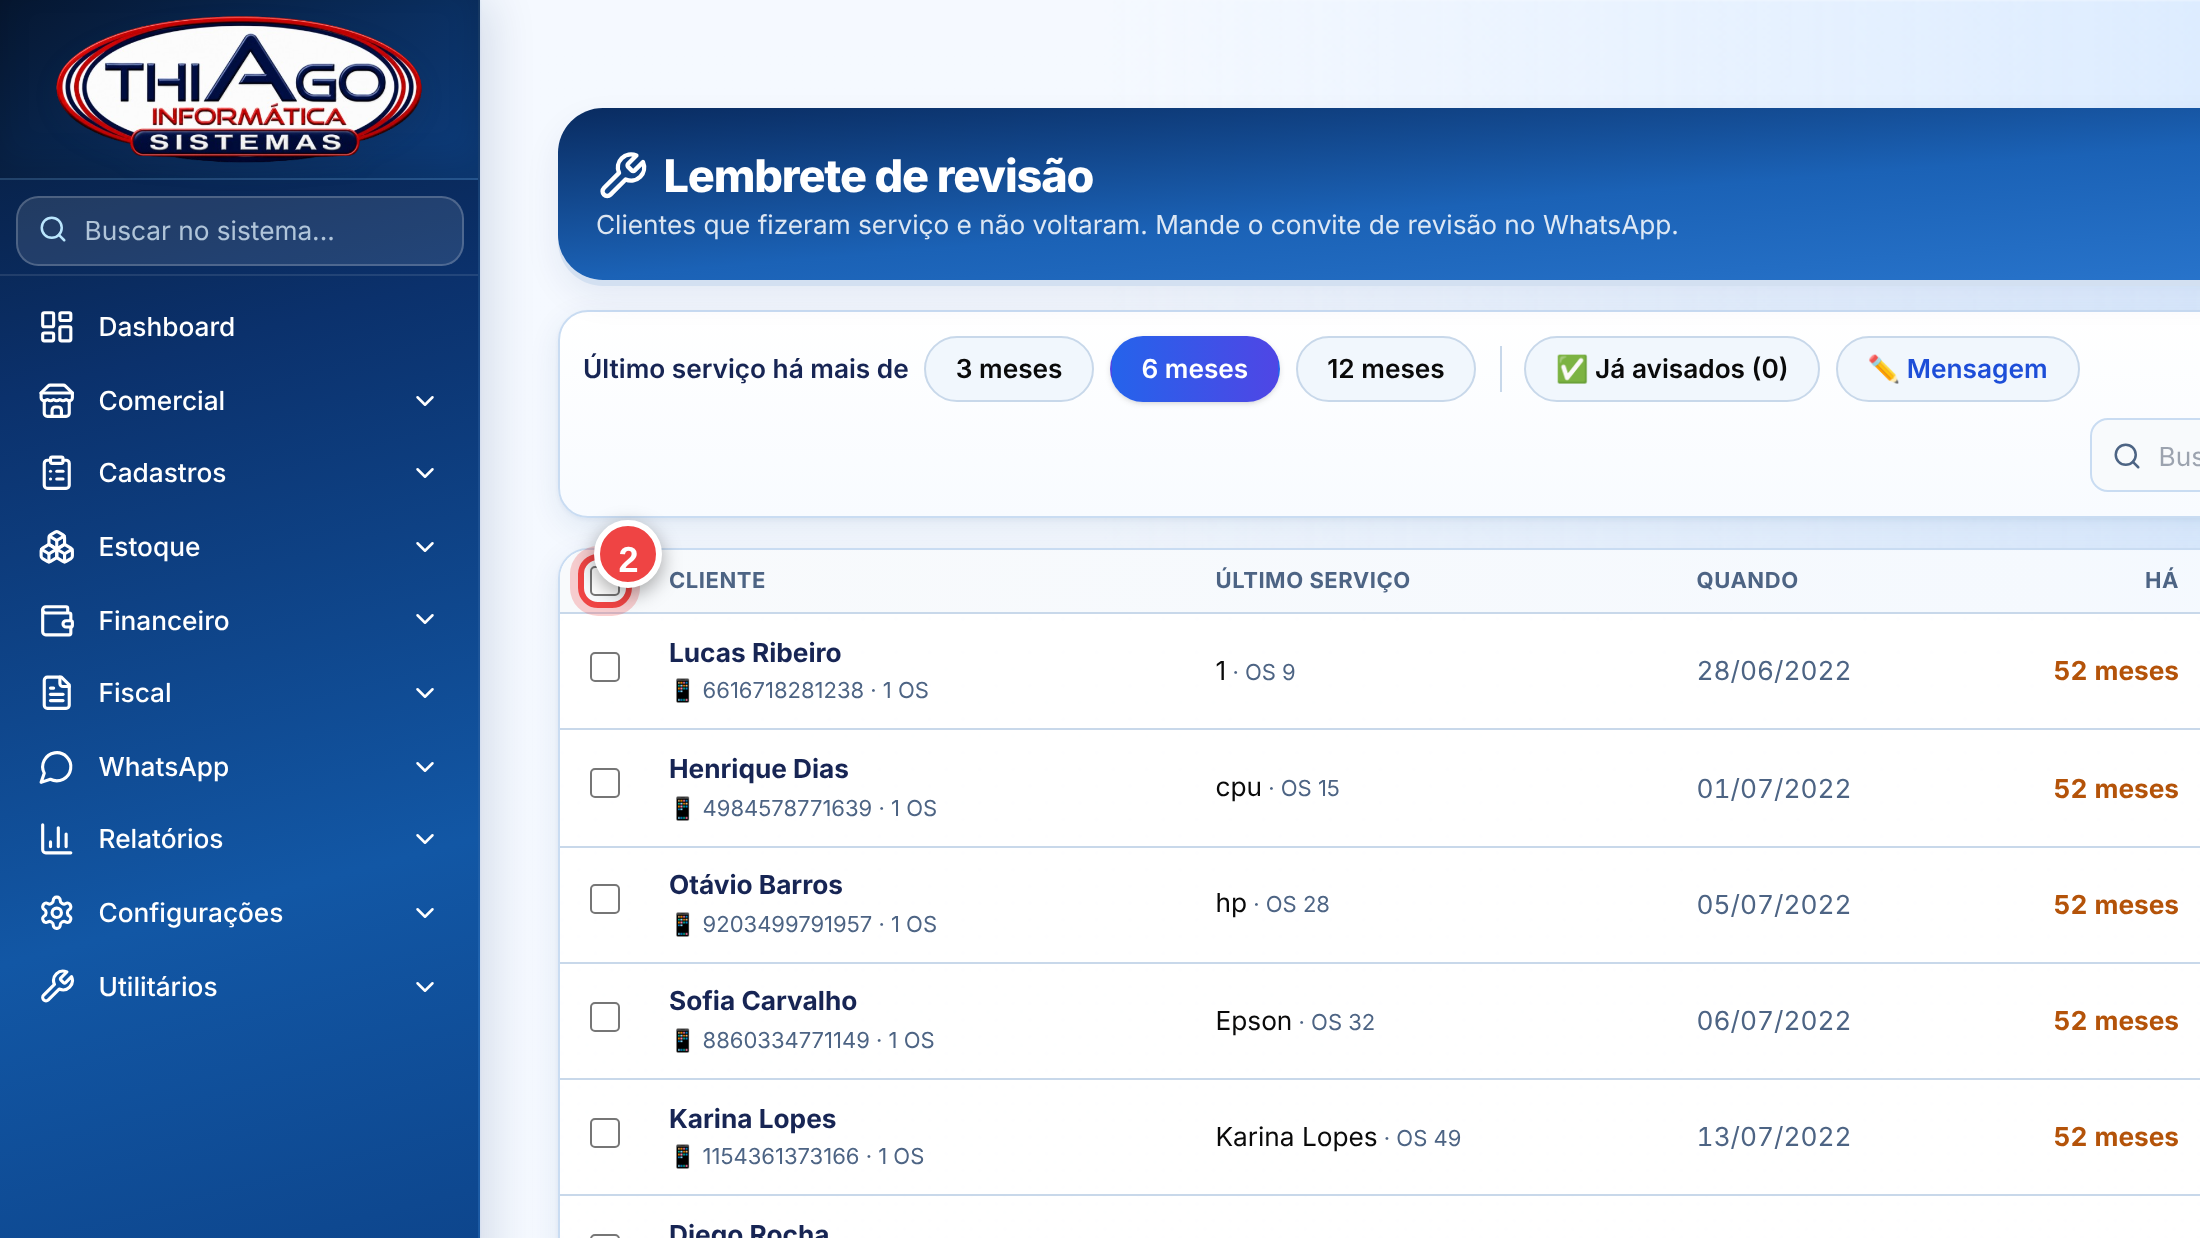 THIAGO
INFORMÁTICA
SISTEMAS
Buscar no sistema...
Dashboard
Comercial
Cadastros
Estoque
Financeiro
Fiscal
WhatsApp
Relatórios
Configurações
Utilitários
Lembrete de revisão
Clientes que fizeram serviço e não voltaram. Mande o convite de revisão no WhatsApp.
Último serviço há mais de 3 meses 6 meses 12 meses ✅ Já avisados (0) ✏️ Mensagem
Bus
2
CLIENTE ÚLTIMO SERVIÇO QUANDO HÁ
Lucas Ribeiro
📱 6616718281238 · 1 OS
1 · OS 9 28/06/2022 52 meses
Henrique Dias
📱 4984578771639 · 1 OS
cpu · OS 15 01/07/2022 52 meses
Otávio Barros
📱 9203499791957 · 1 OS
hp · OS 28 05/07/2022 52 meses
Sofia Carvalho
📱 8860334771149 · 1 OS
Epson · OS 32 06/07/2022 52 meses
Karina Lopes
📱 1154361373166 · 1 OS
Karina Lopes · OS 49 13/07/2022 52 meses
Diego Rocha